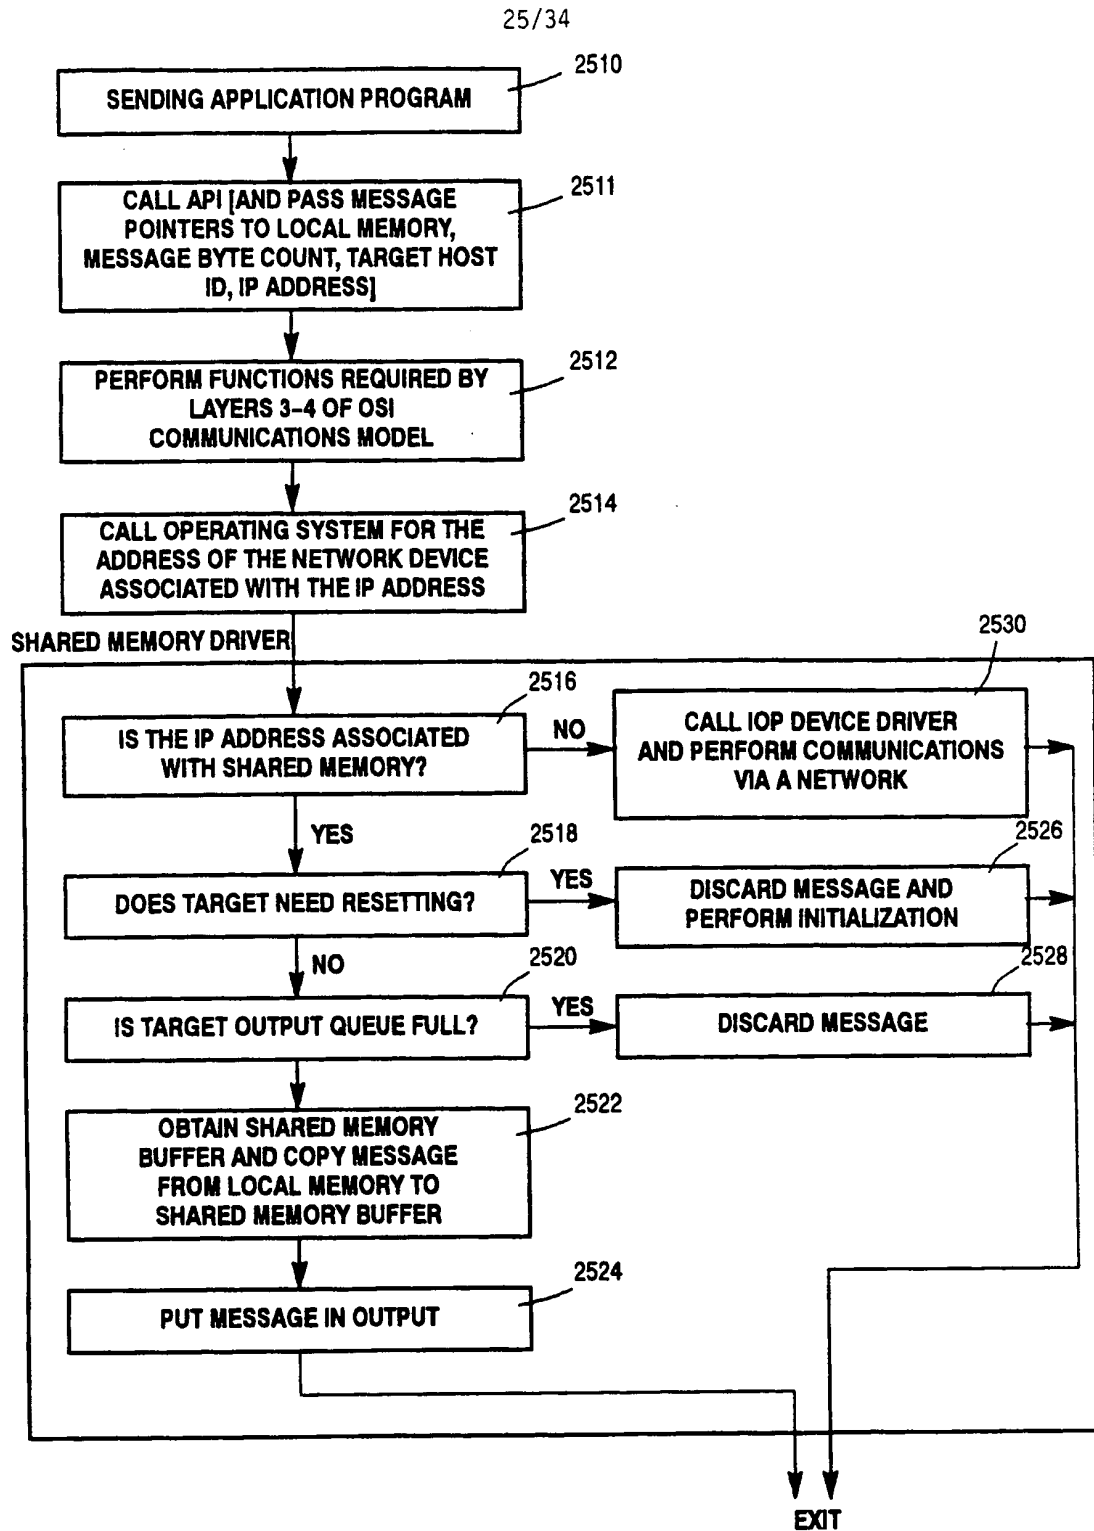 25/34
2510
SENDING APPLICATION PROGRAM
2511
CALL API [AND PASS MESSAGE
POINTERS TO LOCAL MEMORY,
MESSAGE BYTE COUNT, TARGET HOST
ID, IP ADDRESS]
2512
PERFORM FUNCTIONS REQUIRED BY
LAYERS 3-4 OF OSI
COMMUNICATIONS MODEL
2514
CALL OPERATING SYSTEM FOR THE
ADDRESS OF THE NETWORK DEVICE
ASSOCIATED WITH THE IP ADDRESS
SHARED MEMORY DRIVER
2516
IS THE IP ADDRESS ASSOCIATED
WITH SHARED MEMORY?
NO
2530
CALL IOP DEVICE DRIVER
AND PERFORM COMMUNICATIONS
VIA A NETWORK
YES
2518
DOES TARGET NEED RESETTING?
YES
2526
DISCARD MESSAGE AND
PERFORM INITIALIZATION
NO
2520
IS TARGET OUTPUT QUEUE FULL?
YES
2528
DISCARD MESSAGE
2522
OBTAIN SHARED MEMORY
BUFFER AND COPY MESSAGE
FROM LOCAL MEMORY TO
SHARED MEMORY BUFFER
2524
PUT MESSAGE IN OUTPUT
EXIT